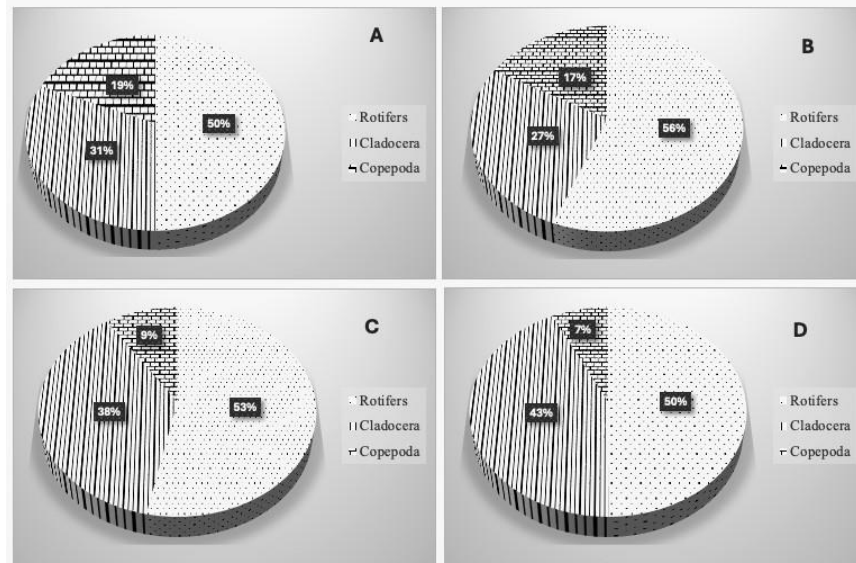 A
19%
50%
31%
Rotifers
Cladocera
Copepoda
B
17%
56%
27%
Rotifers
Cladocera
Copepoda
C
9%
53%
38%
Rotifers
Cladocera
Copepoda
D
7%
50%
43%
Rotifers
Cladocera
Copepoda